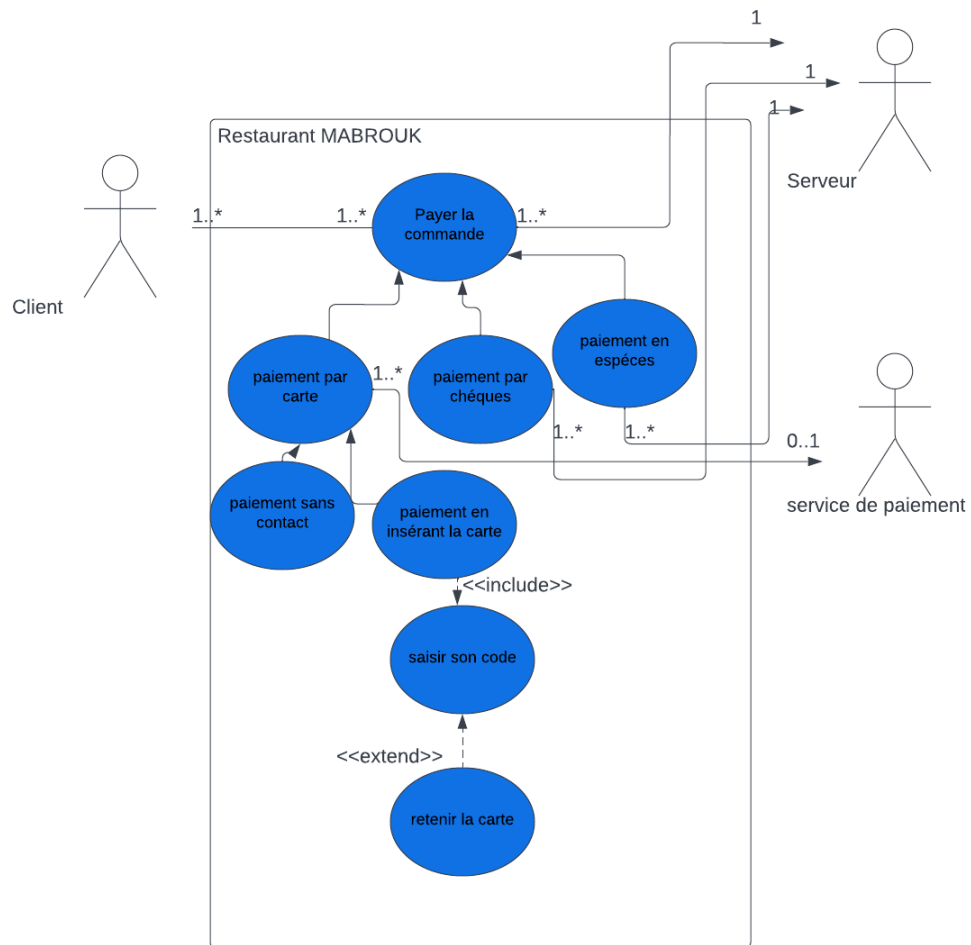 1
1
1
Restaurant MABROUK
Serveur
Payer la
commande
1..*
1..*
1..*
Client
paiement en
espéces
paiement par
carte
1..*
paiement par
chéques
1..*
1..*
0..1
paiement sans
contact
paiement en
insérant la carte
service de paiement
<<include>>
saisir son code
<<extend>>
retenir la carte